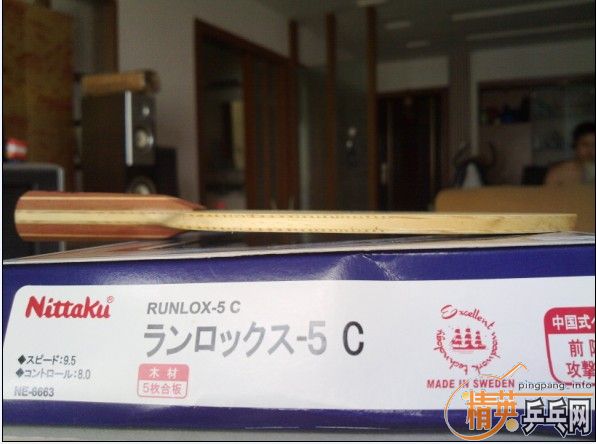 Nittaku
RUNLOX-5 C
ランロックス-5 C
◆スピード:9.5
◆コントロール:8.0
NE-6663
木材
5枚合板
Excellent
MADE IN SWEDEN
中国式
前陣
攻撃
pingpang.info
精英乒乓网